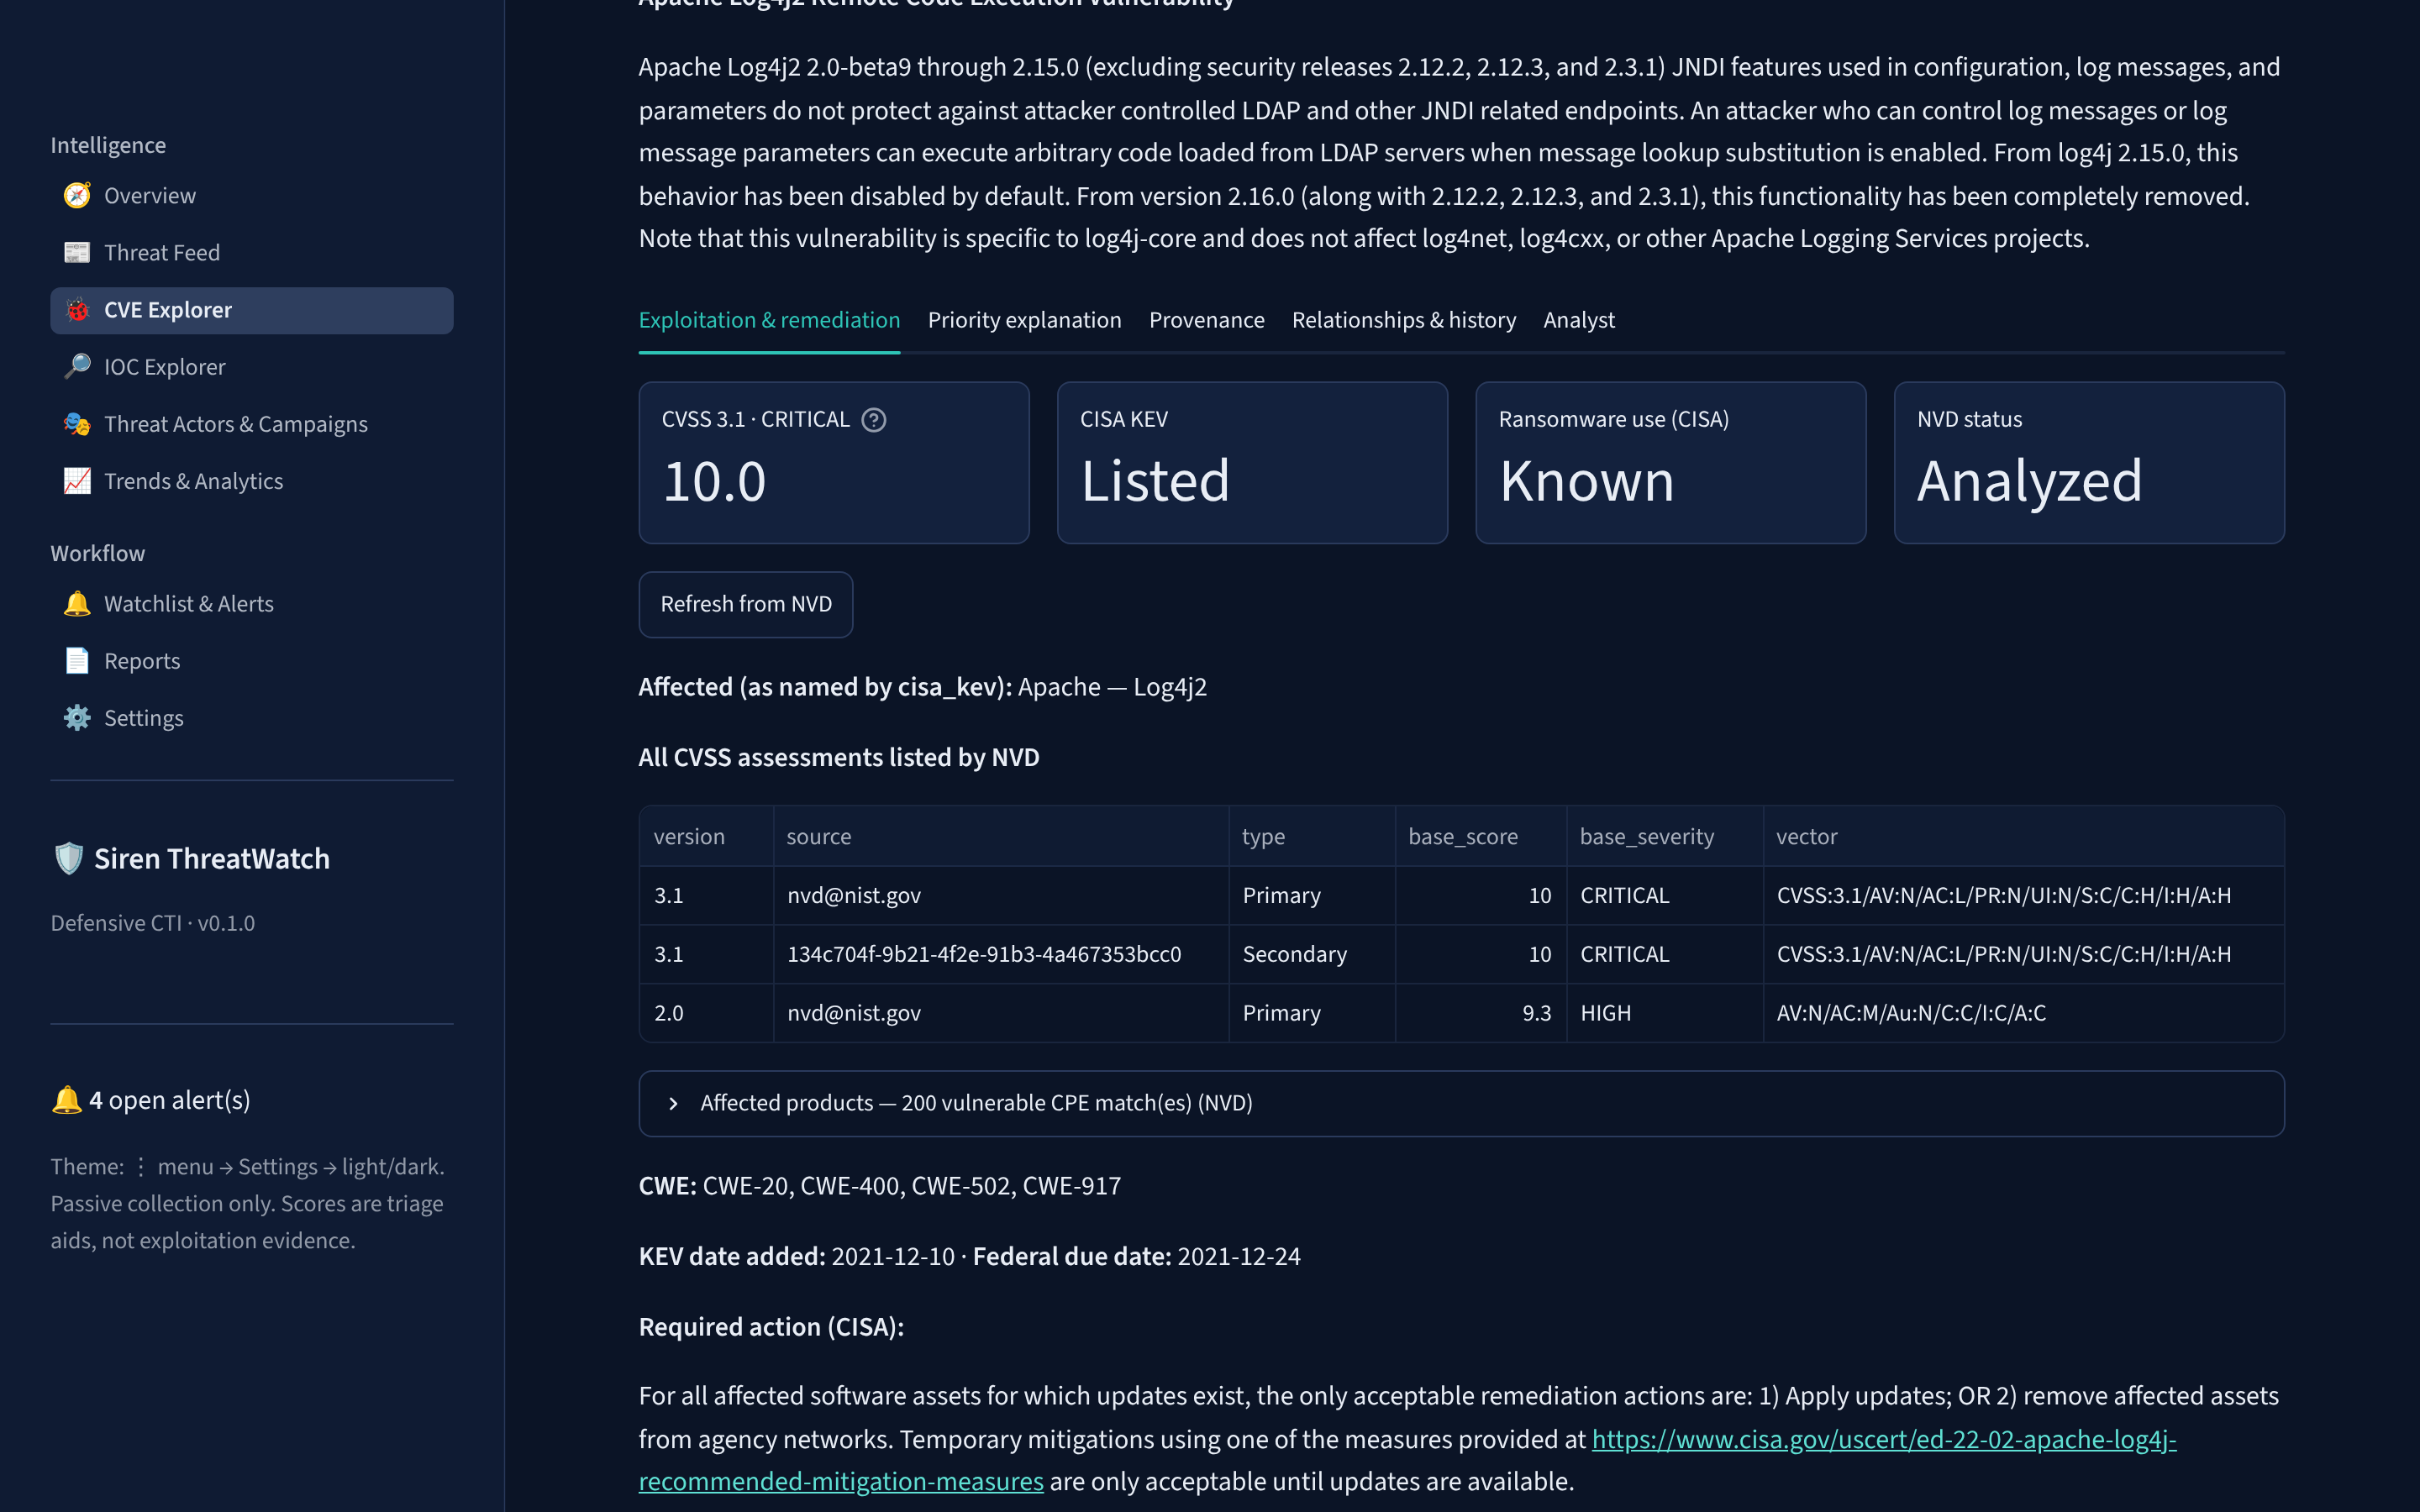 Intelligence
Overview
Threat Feed
CVE Explorer
IOC Explorer
Threat Actors & Campaigns
Trends & Analytics
Workflow
Watchlist & Alerts
Reports
Settings
Siren ThreatWatch
Defensive CTI · v0.1.0
4 open alert(s)
Theme: ⋮ menu → Settings → light/dark.
Passive collection only. Scores are triage
aids, not exploitation evidence.
Apache Log4j2 Remote Code Execution Vulnerability
Apache Log4j2 2.0-beta9 through 2.15.0 (excluding security releases 2.12.2, 2.12.3, and 2.3.1) JNDI features used in configuration, log messages, and
parameters do not protect against attacker controlled LDAP and other JNDI related endpoints. An attacker who can control log messages or log
message parameters can execute arbitrary code loaded from LDAP servers when message lookup substitution is enabled. From log4j 2.15.0, this
behavior has been disabled by default. From version 2.16.0 (along with 2.12.2, 2.12.3, and 2.3.1), this functionality has been completely removed.
Note that this vulnerability is specific to log4j-core and does not affect log4net, log4cxx, or other Apache Logging Services projects.
Exploitation & remediation Priority explanation Provenance Relationships & history Analyst
CVSS 3.1 · CRITICAL
10.0
CISA KEV
Listed
Ransomware use (CISA)
Known
NVD status
Analyzed
Refresh from NVD
Affected (as named by cisa_kev): Apache — Log4j2
All CVSS assessments listed by NVD
version source type base_score base_severity vector
3.1 nvd@nist.gov Primary 10 CRITICAL CVSS:3.1/AV:N/AC:L/PR:N/UI:N/S:C/C:H/I:H/A:H
3.1 134c704f-9b21-4f2e-91b3-4a467353bcc0 Secondary 10 CRITICAL CVSS:3.1/AV:N/AC:L/PR:N/UI:N/S:C/C:H/I:H/A:H
2.0 nvd@nist.gov Primary 9.3 HIGH AV:N/AC:M/Au:N/C:C/I:C/A:C
Affected products — 200 vulnerable CPE match(es) (NVD)
CWE: CWE-20, CWE-400, CWE-502, CWE-917
KEV date added: 2021-12-10 · Federal due date: 2021-12-24
Required action (CISA):
For all affected software assets for which updates exist, the only acceptable remediation actions are: 1) Apply updates; OR 2) remove affected assets
from agency networks. Temporary mitigations using one of the measures provided at https://www.cisa.gov/uscert/ed-22-02-apache-log4j-
recommended-mitigation-measures are only acceptable until updates are available.